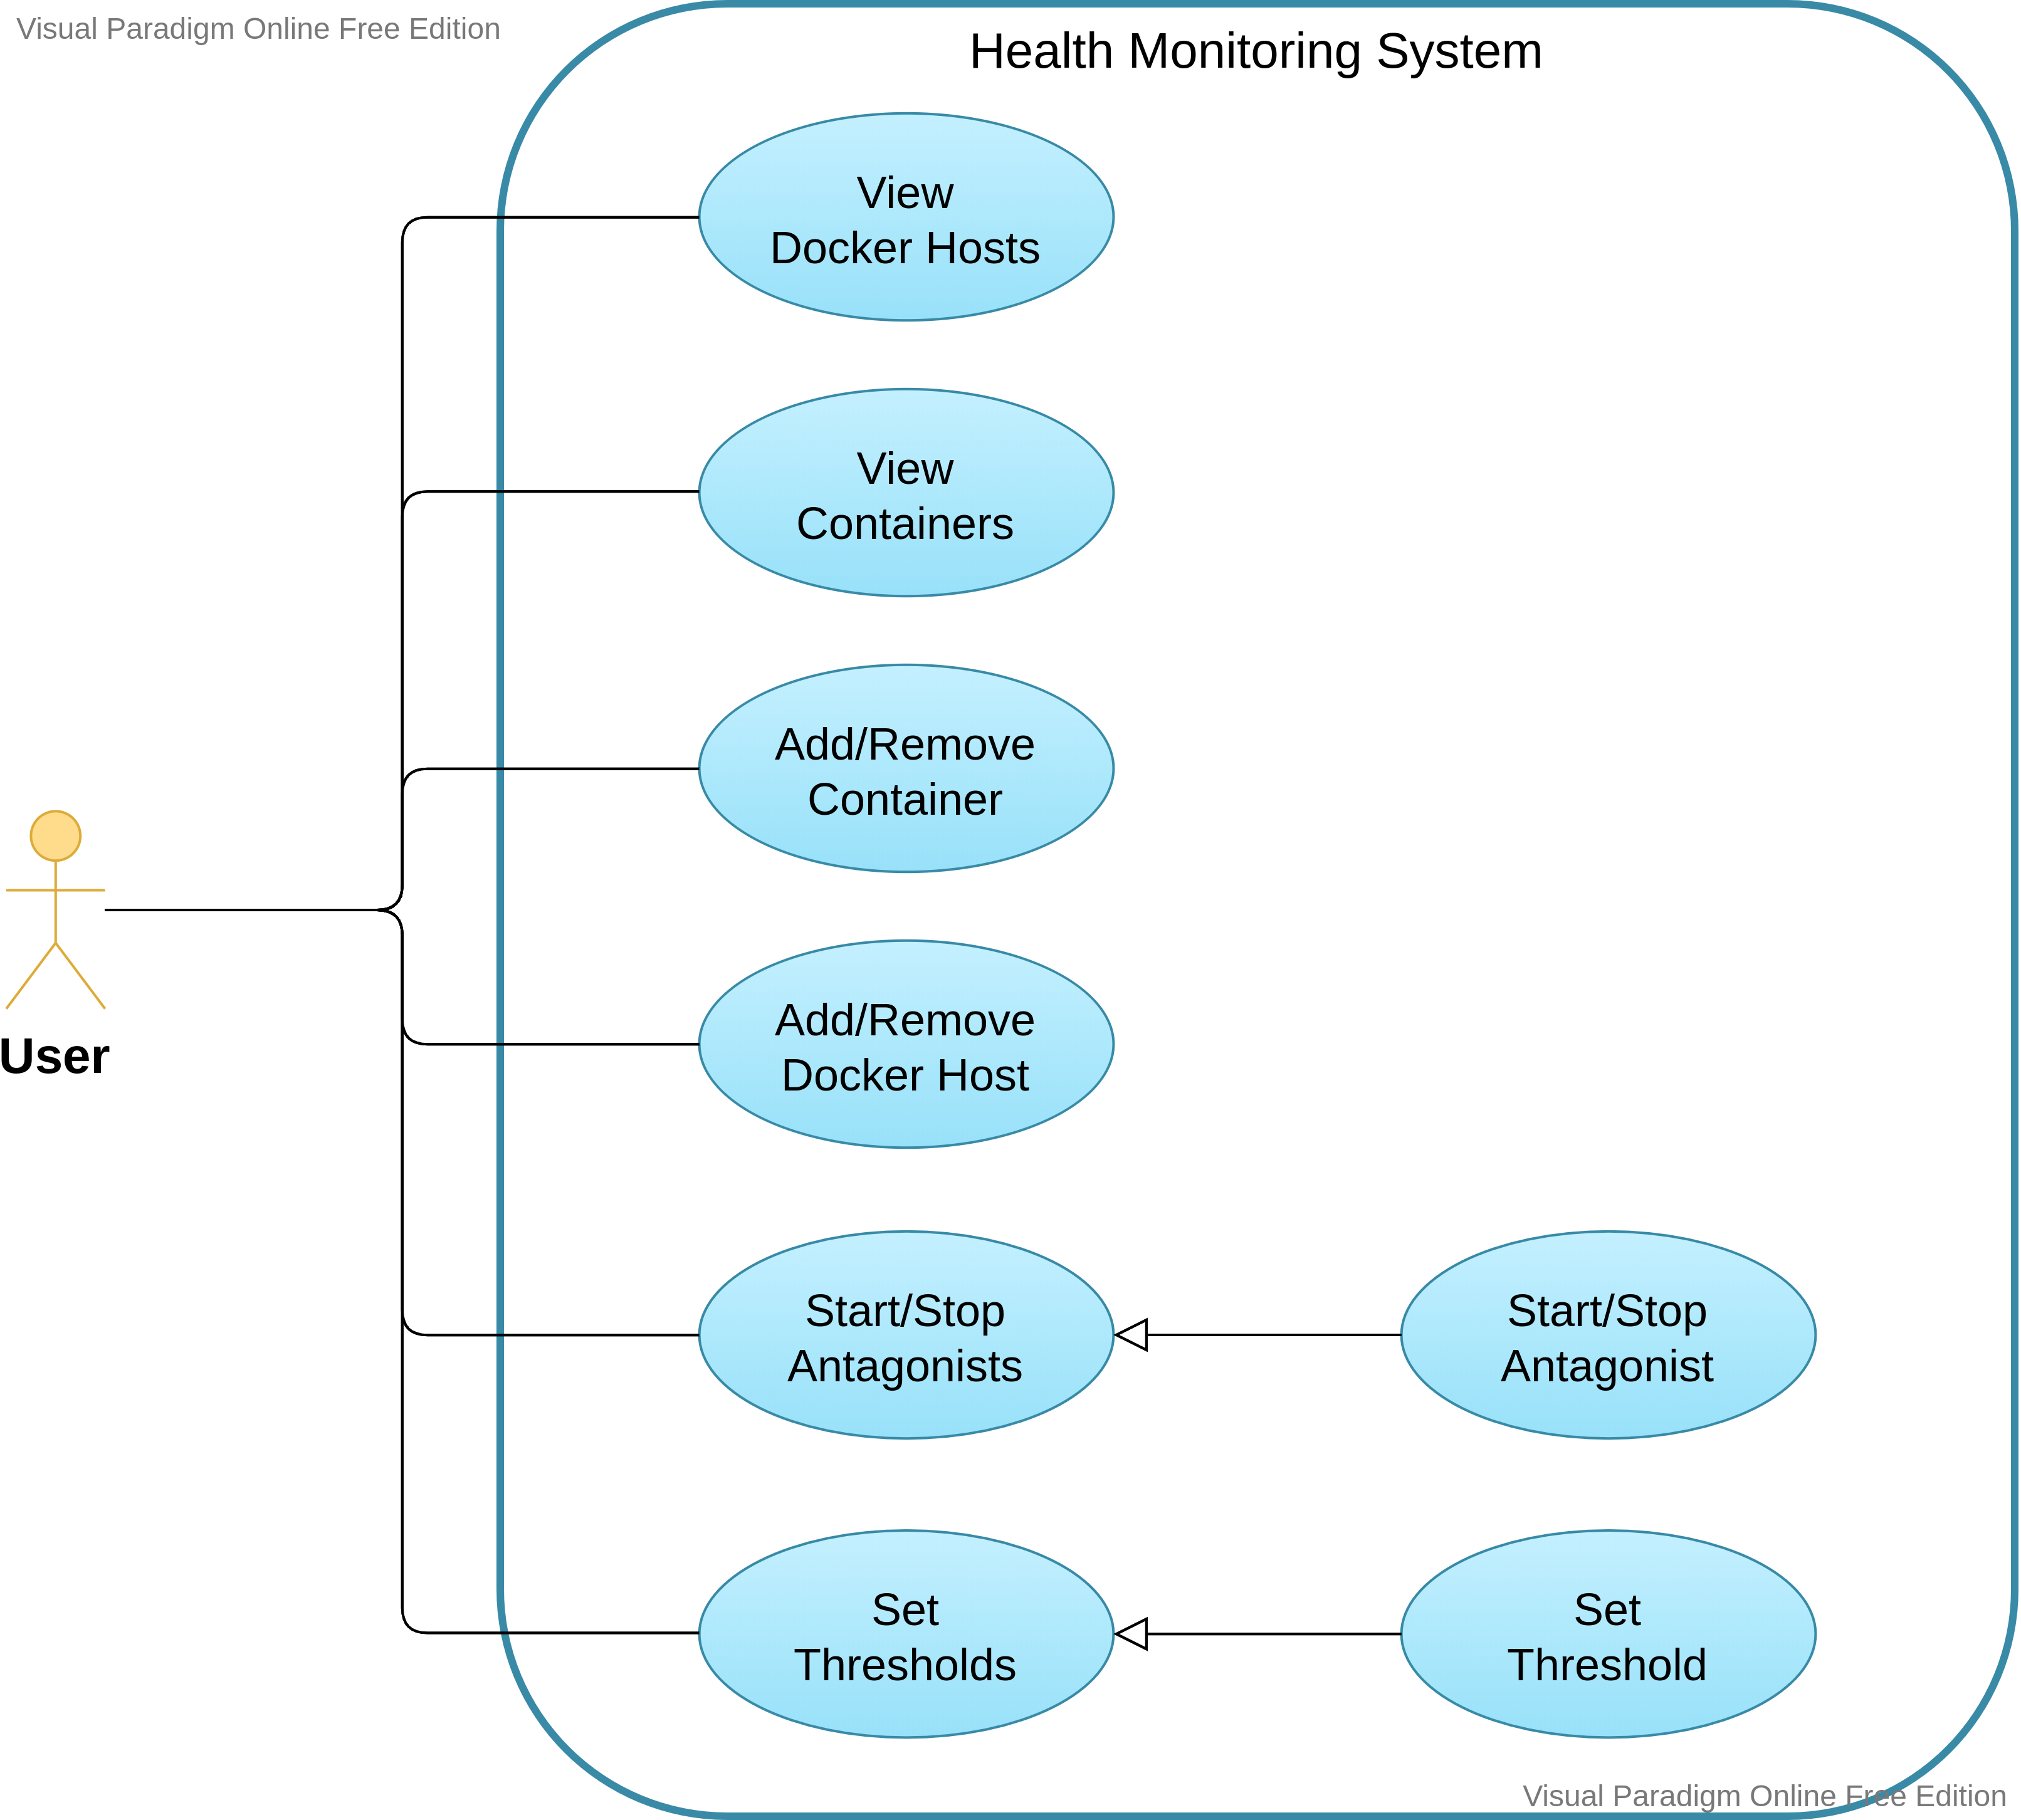 Visual Paradigm Online Free Edition
Health Monitoring System
View
Docker Hosts
View
Containers
Add/Remove
Container
User
Add/Remove
Docker Host
Start/Stop
Antagonists
Start/Stop
Antagonist
Set
Thresholds
Set
Threshold
Visual Paradigm Online Free Edition